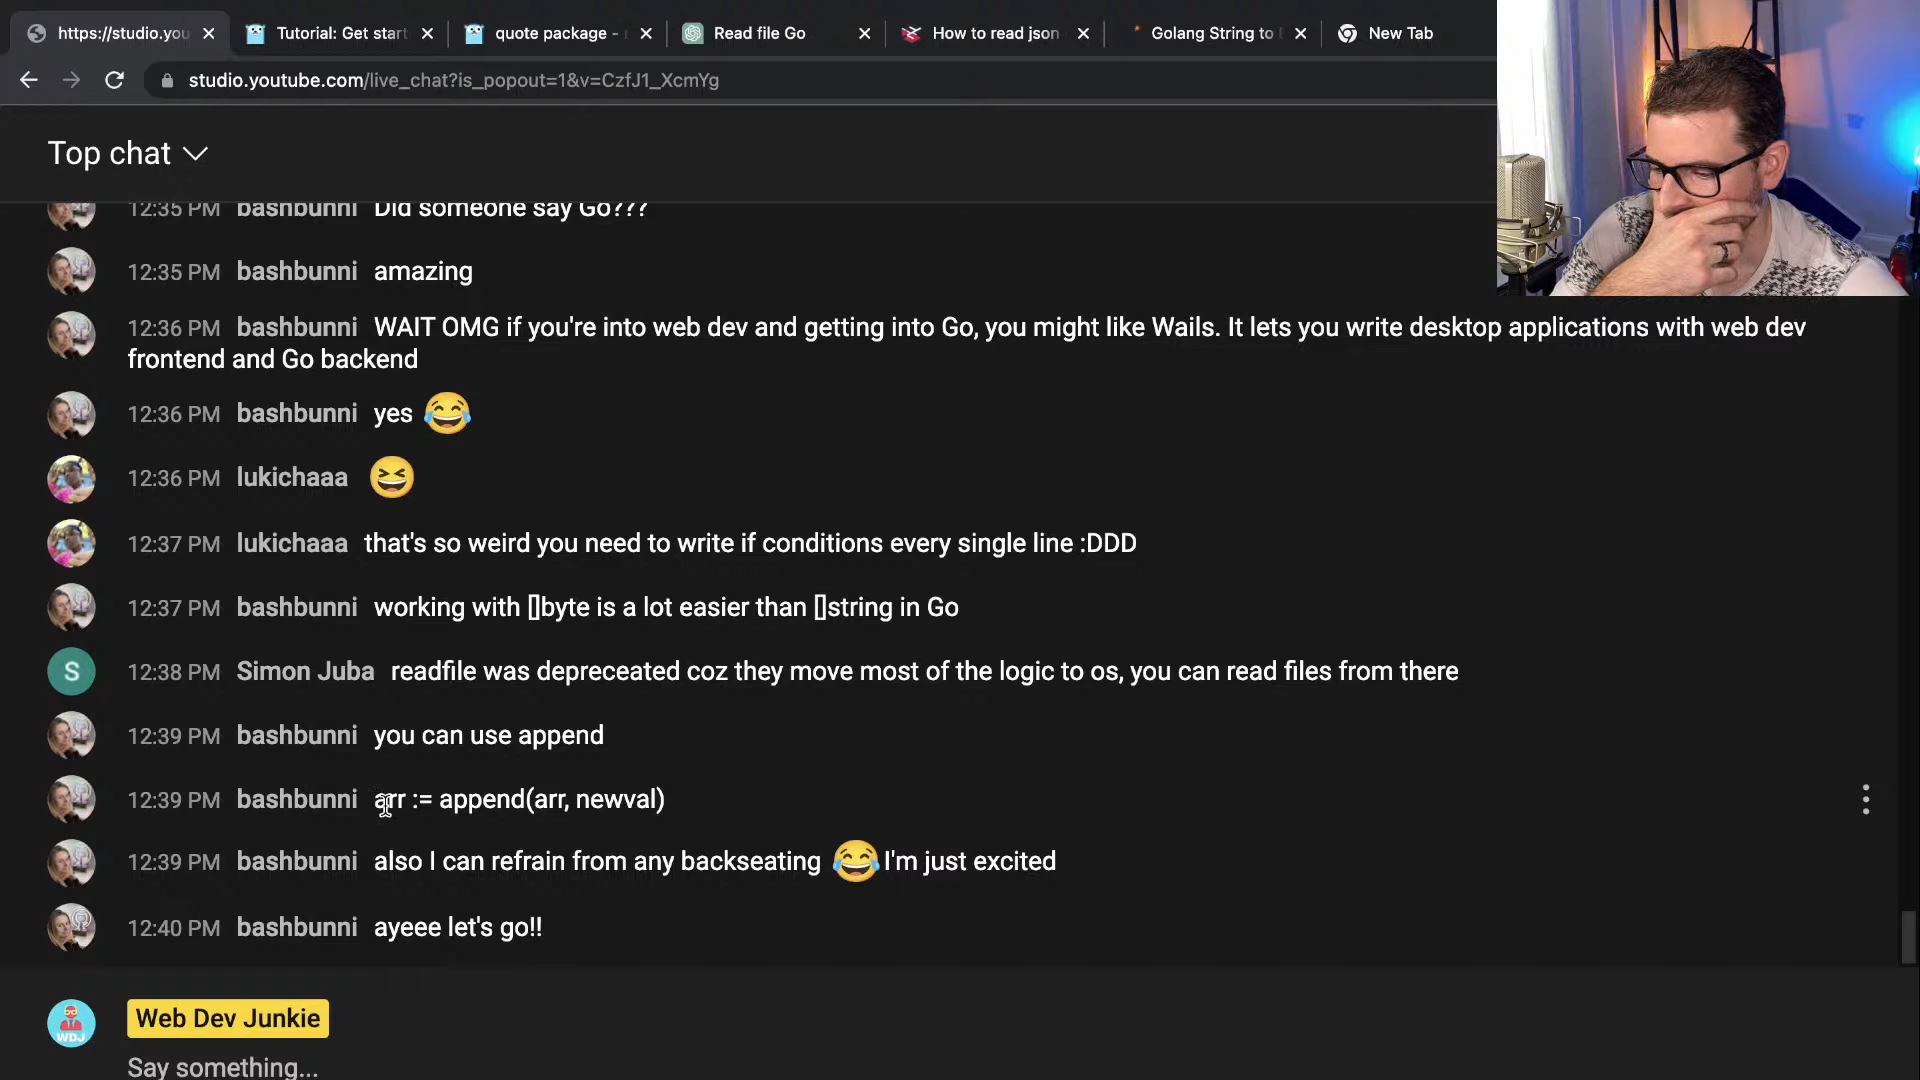 https://studio.you
Tutorial: Get start
quote package -
Read file Go
How to read json
Golang String to
New Tab
studio.youtube.com/live_chat?is_popout=1&v=CzfJ1_XcmYg
Top chat
12:35 PM bashbunni Did someone say Go???
12:35 PM bashbunni amazing
12:36 PM bashbunni WAIT OMG if you're into web dev and getting into Go, you might like Wails. It lets you write desktop applications with web dev
frontend and Go backend
12:36 PM bashbunni yes 😂
12:36 PM lukichaaa 😆
12:37 PM lukichaaa that's so weird you need to write if conditions every single line :DDD
12:37 PM bashbunni working with []byte is a lot easier than []string in Go
S 12:38 PM Simon Juba readfile was depreceated coz they move most of the logic to os, you can read files from there
12:39 PM bashbunni you can use append
12:39 PM bashbunni arr := append(arr, newval)
12:39 PM bashbunni also I can refrain from any backseating 😂 I'm just excited
12:40 PM bashbunni ayeee let's go!!
WDJ
Web Dev Junkie
Say something...